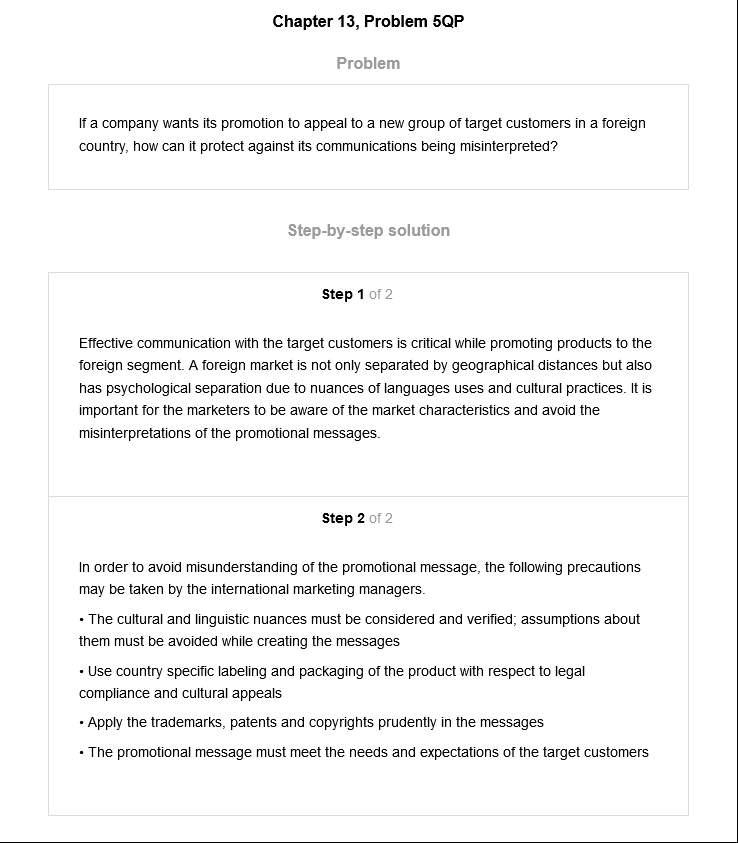 Chapter 13, Problem 5QP
Problem
If a company wants its promotion to appeal to a new group of target customers in a foreign
country, how can it protect against its communications being misinterpreted?
Step-by-step solution
Step 1 of 2
Effective communication with the target customers is critical while promoting products to the
foreign segment. A foreign market is not only separated by geographical distances but also
has psychological separation due to nuances of languages uses and cultural practices. It is
important for the marketers to be aware of the market characteristics and avoid the
misinterpretations of the promotional messages.
Step 2 of 2
In order to avoid misunderstanding of the promotional message, the following precautions
may be taken by the international marketing managers.
• The cultural and linguistic nuances must be considered and verified; assumptions about
them must be avoided while creating the messages
• Use country specific labeling and packaging of the product with respect to legal
compliance and cultural appeals
• Apply the trademarks, patents and copyrights prudently in the messages
• The promotional message must meet the needs and expectations of the target customers